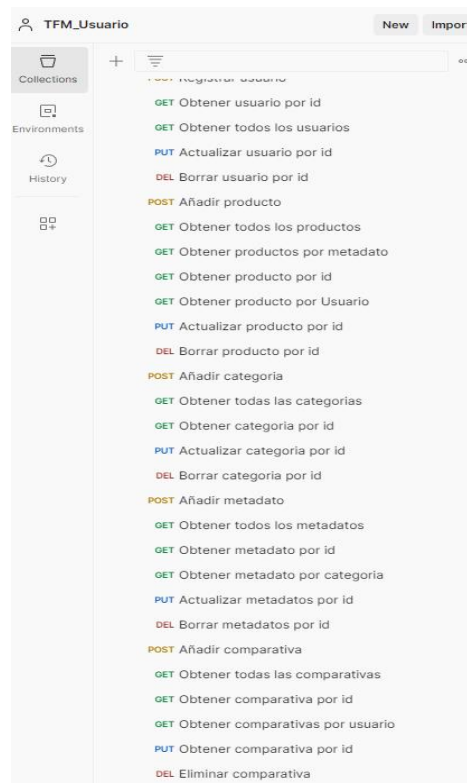 TFM_Usuario
New
Import
Collections
Environments
History
Registrar usuario
GET Obtener usuario por id
GET Obtener todos los usuarios
PUT Actualizar usuario por id
DEL Borrar usuario por id
POST Añadir producto
GET Obtener todos los productos
GET Obtener productos por metadato
GET Obtener producto por id
GET Obtener producto por Usuario
PUT Actualizar producto por id
DEL Borrar producto por id
POST Añadir categoria
GET Obtener todas las categorias
GET Obtener categoria por id
PUT Actualizar categoria por id
DEL Borrar categoria por id
POST Añadir metadato
GET Obtener todos los metadatos
GET Obtener metadato por id
GET Obtener metadato por categoria
PUT Actualizar metadatos por id
DEL Borrar metadatos por id
POST Añadir comparativa
GET Obtener todas las comparativas
GET Obtener comparativa por id
GET Obtener comparativas por usuario
PUT Obtener comparativa por id
DEL Eliminar comparativa